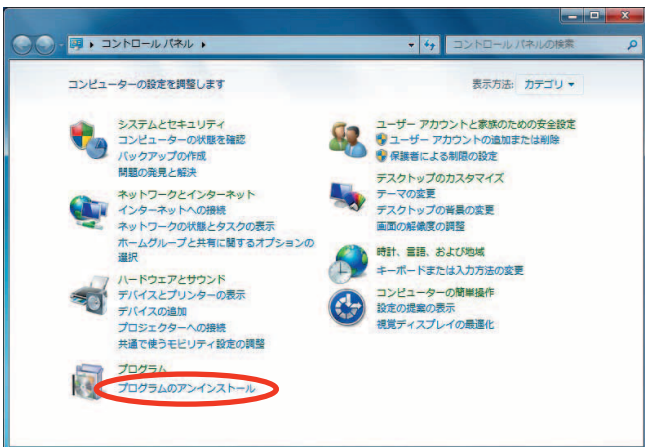 コントロール パネル
コントロール パネルの検索
コンピューターの設定を調整します
表示方法: カテゴリ
システムとセキュリティ
コンピューターの状態を確認
バックアップの作成
問題の発見と解決
ネットワークとインターネット
インターネットへの接続
ネットワークの状態とタスクの表示
ホームグループと共有に関するオプションの
選択
ハードウェアとサウンド
デバイスとプリンターの表示
デバイスの追加
プロジェクターへの接続
共通で使うモビリティ設定の調整
プログラム
プログラムのアンインストール
ユーザー アカウントと家族のための安全設定
ユーザー アカウントの追加または削除
保護者による制限の設定
デスクトップのカスタマイズ
テーマの変更
デスクトップの背景の変更
画面の解像度の調整
時計、言語、および地域
キーボードまたは入力方法の変更
コンピューターの簡単操作
設定の提案の表示
視覚ディスプレイの最適化